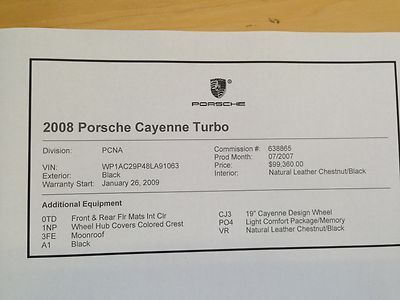 PORSCHE
2008 Porsche Cayenne Turbo
Division: PCNA Commission #: 638865
Prod Month: 07/2007
VIN: WP1AC29P48LA91063 Price: $99,360.00
Exterior: Black Interior: Natural Leather Chestnut/Black
Warranty Start: January 26, 2009
Additional Equipment
0TD Front & Rear Flr Mats Int Clr CJ3 19" Cayenne Design Wheel
1NP Wheel Hub Covers Colored Crest PO4 Light Comfort Package/Memory
3FE Moonroof VR Natural Leather Chestnut/Black
A1 Black